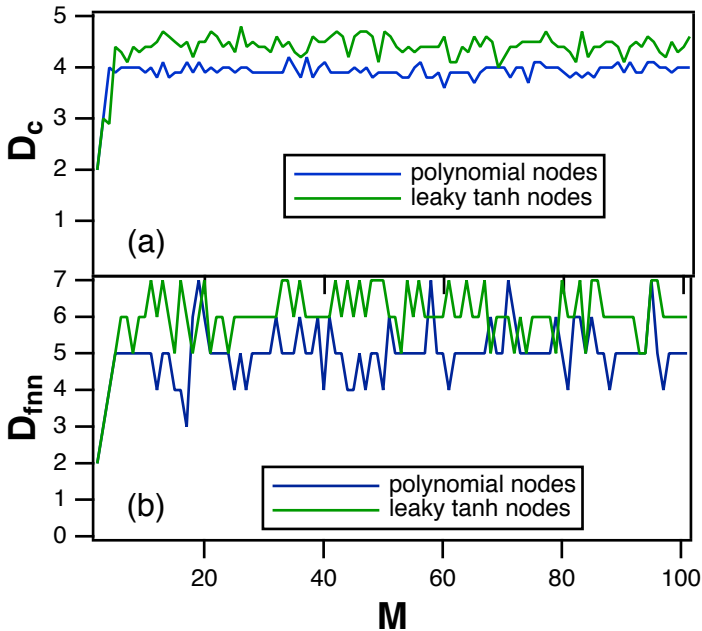 5
4
3
2
1
D_c
polynomial nodes
leaky tanh nodes
(a)
7
6
5
4
3
2
1
0
D_fnn
polynomial nodes
leaky tanh nodes
(b)
20 40 60 80 100
M